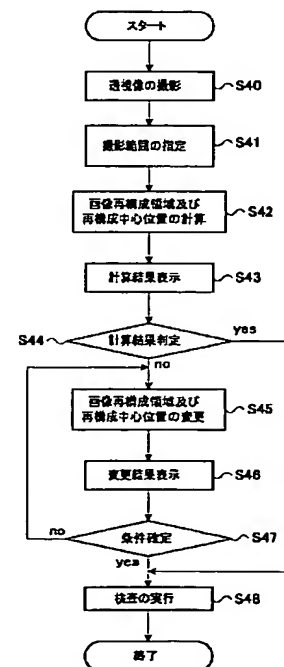 スタート
透視像の撮影
S40
撮影範囲の指定
S41
画像再構成領域及び
再構成中心位置の計算
S42
計算結果表示
S43
S44
計算結果判定
yes
no
画像再構成領域及び
再構成中心位置の変更
S45
変更結果表示
S46
no
条件確定
S47
yes
検査の実行
S48
終了